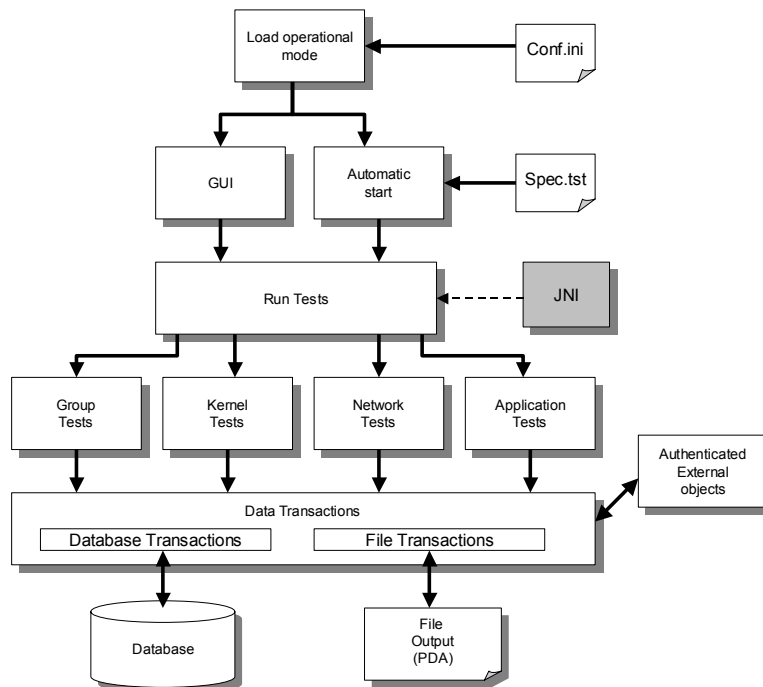 Load operational
mode
Conf.ini
GUI
Automatic
start
Spec.tst
Run Tests
JNI
Group
Tests
Kernel
Tests
Network
Tests
Application
Tests
Authenticated
External
objects
Data Transactions
Database Transactions
File Transactions
Database
File
Output
(PDA)